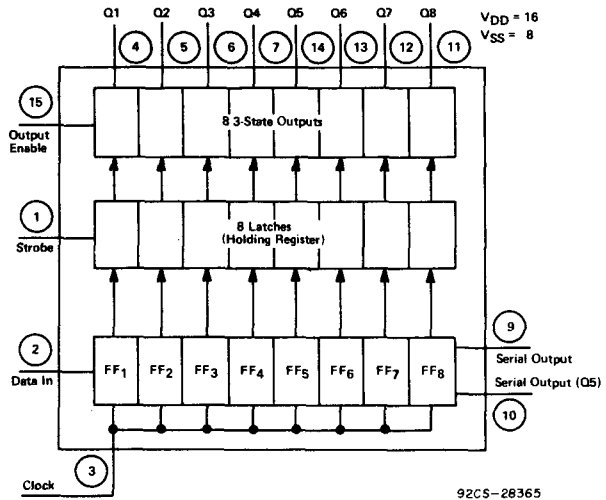 Q1 Q2 Q3 Q4 Q5 Q6 Q7 Q8
VDD = 16
VSS = 8
4 5 6 7 14 13 12 11
15
Output
Enable
8 3-State Outputs
1
Strobe
8 Latches
(Holding Register)
2
Data In
FF1 FF2 FF3 FF4 FF5 FF6 FF7 FF8
9
Serial Output
Serial Output (Q5)
10
3
Clock
92CS-28365